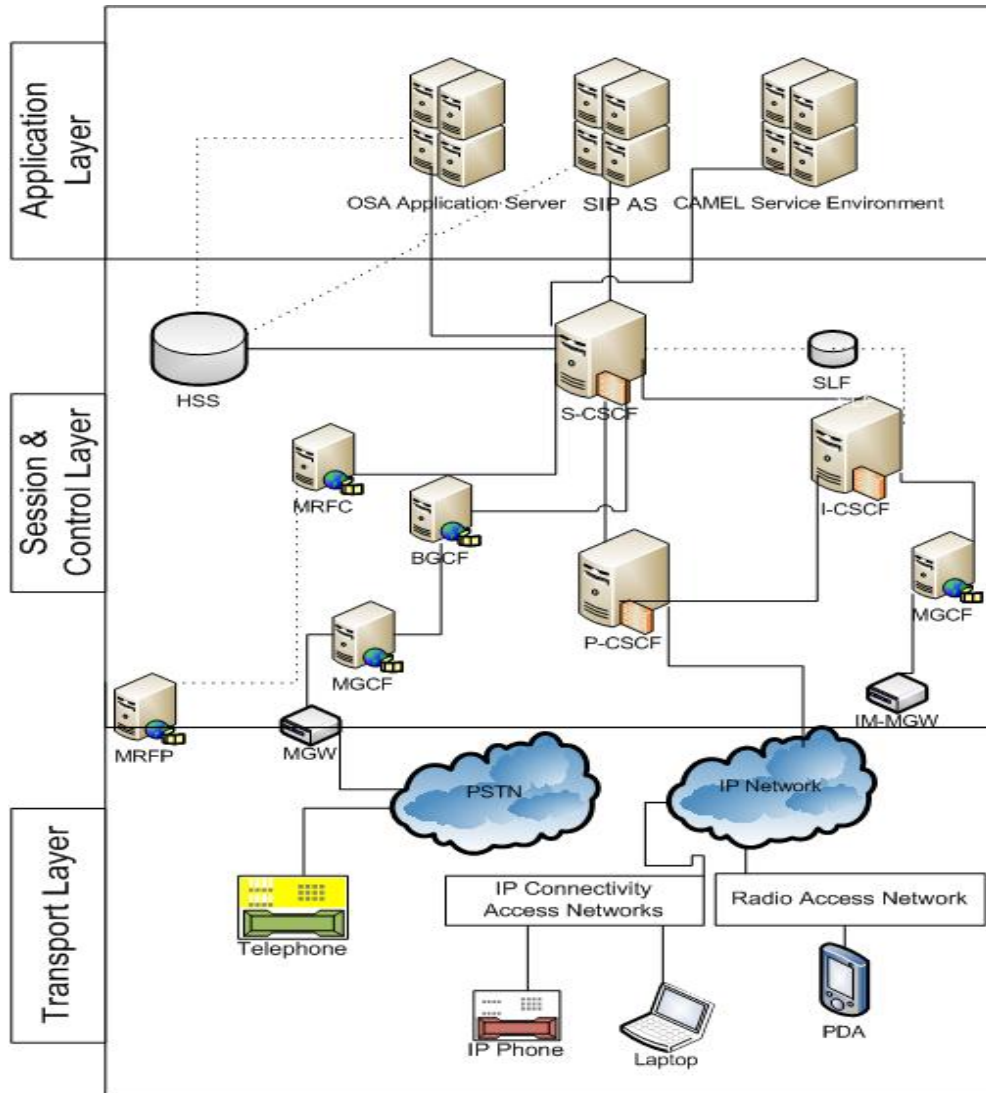 Application
Layer
OSA Application Server
SIP AS
CAMEL Service Environment
Session &
Control Layer
HSS
S-CSCF
SLF
MRFC
I-CSCF
BGCF
P-CSCF
MGCF
MGCF
MRFP
MGW
IM-MGW
Transport Layer
PSTN
IP Network
IP Connectivity
Access Networks
Radio Access Network
Telephone
IP Phone
Laptop
PDA